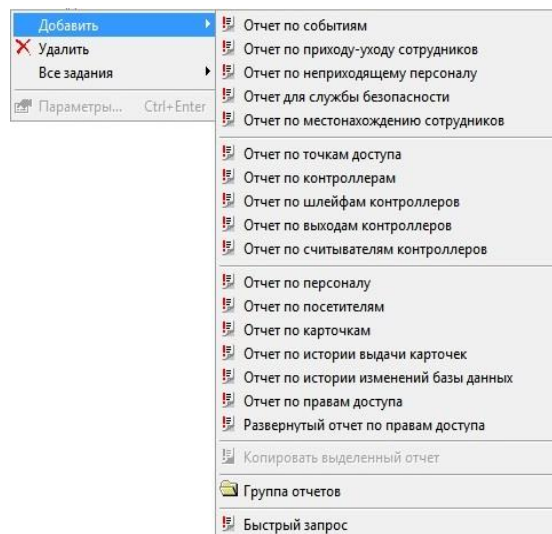 Добавить
Удалить
Все задания
Параметры... Ctrl+Enter
Отчет по событиям
Отчет по приходу-уходу сотрудников
Отчет по неприходящему персоналу
Отчет для службы безопасности
Отчет по местонахождению сотрудников
Отчет по точкам доступа
Отчет по контроллерам
Отчет по шлейфам контроллеров
Отчет по выходам контроллеров
Отчет по считывателям контроллеров
Отчет по персоналу
Отчет по посетителям
Отчет по карточкам
Отчет по истории выдачи карточек
Отчет по истории изменений базы данных
Отчет по правам доступа
Развернутый отчет по правам доступа
Копировать выделенный отчет
Группа отчетов
Быстрый запрос